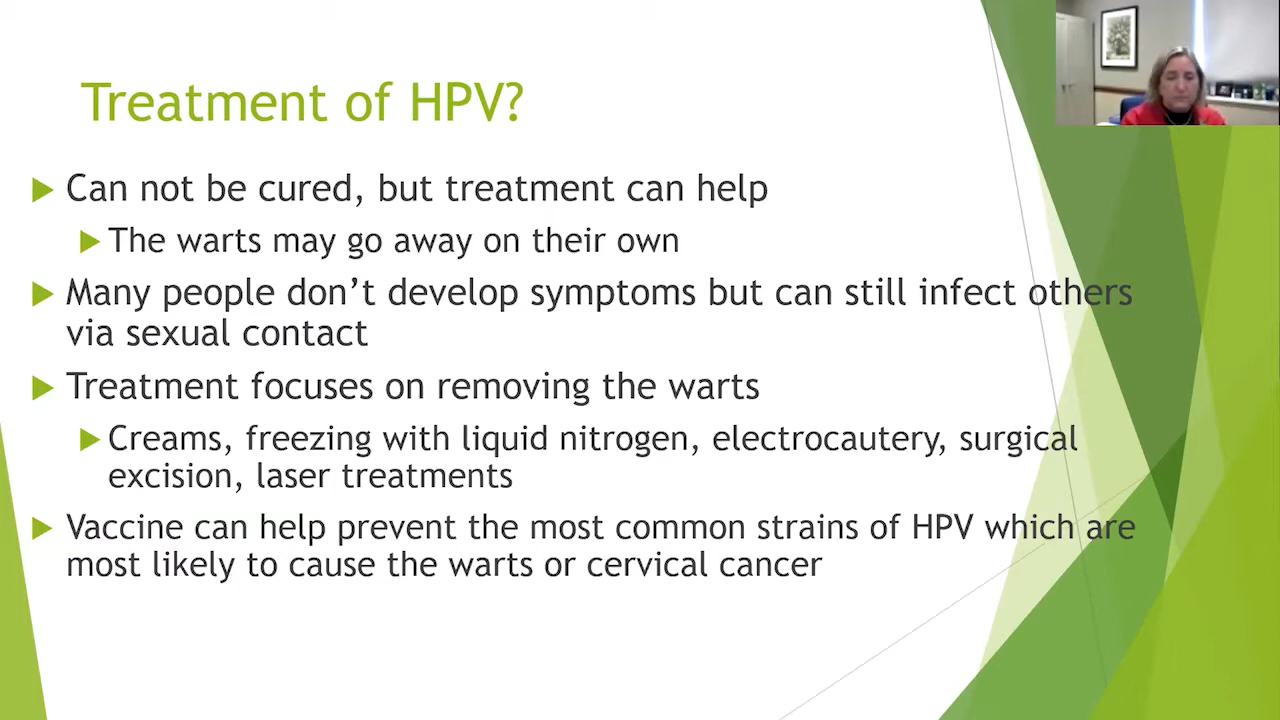 Treatment of HPV?
Can not be cured, but treatment can help
The warts may go away on their own
Many people don't develop symptoms but can still infect others
via sexual contact
Treatment focuses on removing the warts
Creams, freezing with liquid nitrogen, electrocautery, surgical
excision, laser treatments
Vaccine can help prevent the most common strains of HPV which are
most likely to cause the warts or cervical cancer